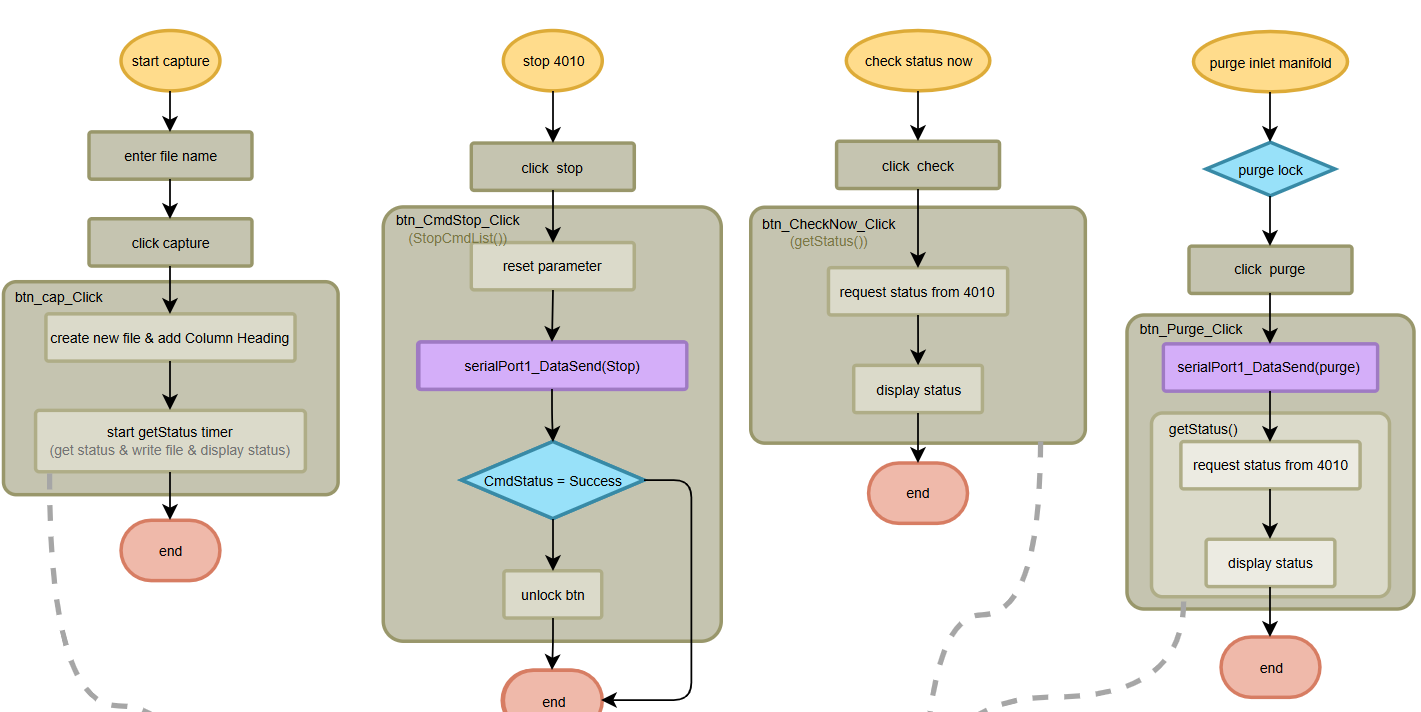 start capture
enter file name
click capture
btn_cap_Click
create new file & add Column Heading
start getStatus timer
(get status & write file & display status)
end
stop 4010
click  stop
btn_CmdStop_Click
(StopCmdList())
reset parameter
serialPort1_DataSend(Stop)
CmdStatus = Success
unlock btn
end
check status now
click  check
btn_CheckNow_Click
(getStatus())
request status from 4010
display status
end
purge inlet manifold
purge lock
click  purge
btn_Purge_Click
serialPort1_DataSend(purge)
getStatus()
request status from 4010
display status
end